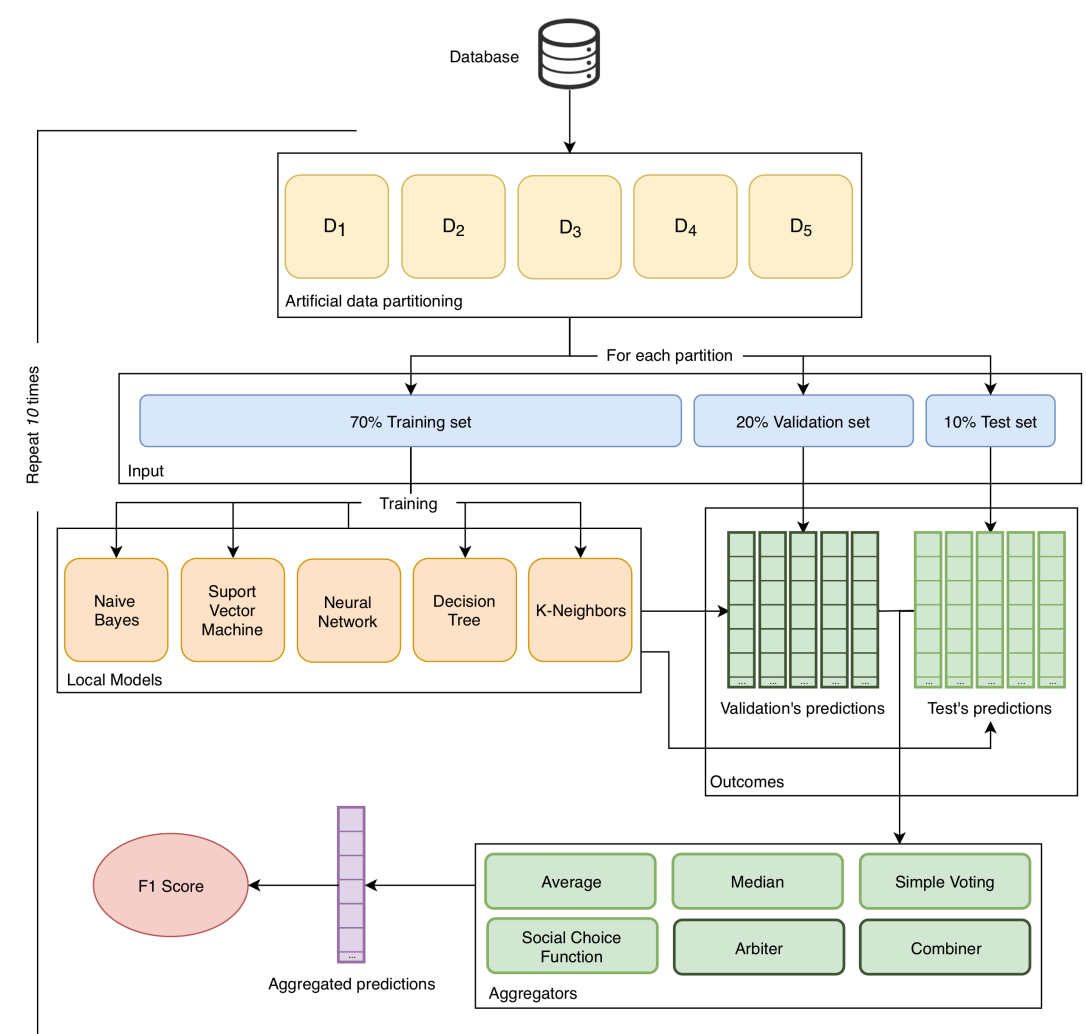 Database
D1
D2
D3
D4
D5
Artificial data partitioning
For each partition
Repeat 10 times
70% Training set
20% Validation set
10% Test set
Input
Training
Naive
Bayes
Suport
Vector
Machine
Neural
Network
Decision
Tree
K-Neighbors
Local Models
...
...
...
...
...
...
...
...
...
...
Validation's predictions
Test's predictions
Outcomes
F1 Score
...
Aggregated predictions
Average
Median
Simple Voting
Social Choice
Function
Arbiter
Combiner
Aggregators